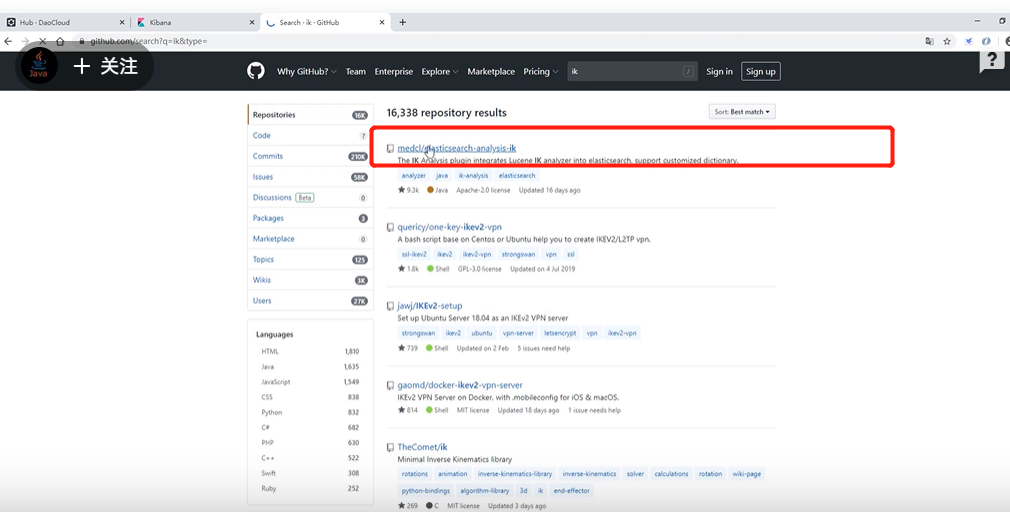 Hub - DaoCloud
Kibana
Search · ik · GitHub
github.com/search?q=ik&type=
Java
+ 关注
Why GitHub?
Team
Enterprise
Explore
Marketplace
Pricing
ik
/
Sign in
Sign up
?
Repositories 16K
Code ?
Commits 210K
Issues 58K
Discussions Beta 0
Packages 3
Marketplace 0
Topics 125
Wikis 3K
Users 27K
Languages
HTML 1,810
Java 1,635
JavaScript 1,549
CSS 838
Python 832
C# 682
PHP 630
C++ 522
Swift 308
Ruby 252
16,338 repository results
Sort: Best match
medcl/elasticsearch-analysis-ik
The IK Analysis plugin integrates Lucene IK analyzer into elasticsearch, support customized dictionary.
analyzer java ik-analysis elasticsearch
9.3k Java Apache-2.0 license Updated 16 days ago
quericy/one-key-ikev2-vpn
A bash script base on Centos or Ubuntu help you to create IKEV2/L2TP vpn.
ssl-ikev2 ikev2 ikev2-vpn strongswan vpn ssl
1.8k Shell GPL-3.0 license Updated on 4 Jul 2019
jawj/IKEv2-setup
Set up Ubuntu Server 18.04 as an IKEv2 VPN server
strongswan ikev2 ubuntu vpn-server letsencrypt vpn ikev2-vpn
739 Shell Updated on 2 Feb 5 issues need help
gaomd/docker-ikev2-vpn-server
IKEv2 VPN Server on Docker, with .mobileconfig for iOS & macOS.
814 Shell MIT license Updated 18 days ago 1 issue needs help
TheComet/ik
Minimal Inverse Kinematics library
rotations animation inverse-kinematics-library inverse-kinematics solver calculations rotation wiki-page
python-bindings algorithm-library 3d ik end-effector
269 C MIT license Updated 3 days ago